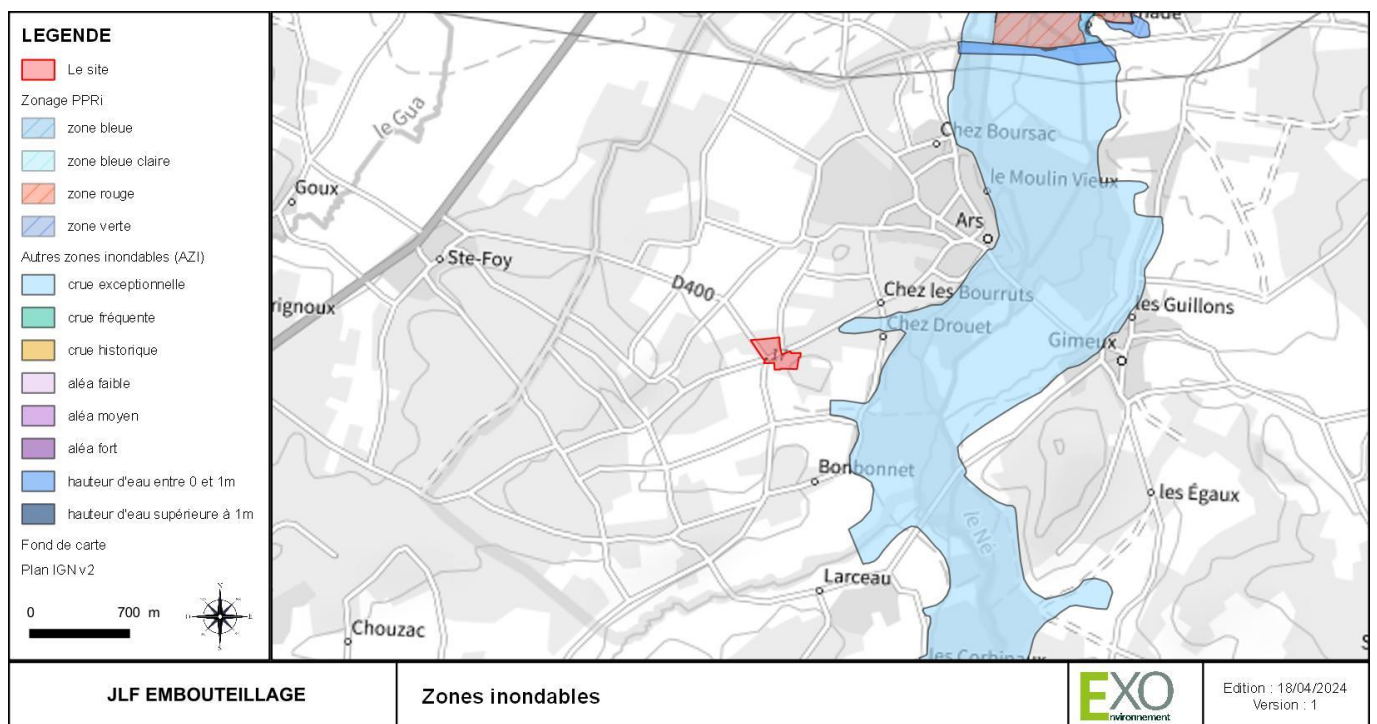 LEGENDE
Le site
Zonage PPRi
zone bleue
zone bleue claire
zone rouge
zone verte
Autres zones inondables (AZI)
crue exceptionnelle
crue fréquente
crue historique
aléa faible
aléa moyen
aléa fort
hauteur d'eau entre 0 et 1m
hauteur d'eau supérieure à 1m
Fond de carte
Plan IGN v2
0 700 m
le Gua
Chez Boursac
Goux
le Moulin Vieux
Ars
Ste-Foy
D400
Chez les Bourruts
les Guillons
Chez Drouet
Gimeux
Bonbonnet
les Égaux
le Né
Larceau
Chouzac
JLF EMBOUTEILLAGE
Zones inondables
EXO
Environnement
Edition : 18/04/2024
Version : 1